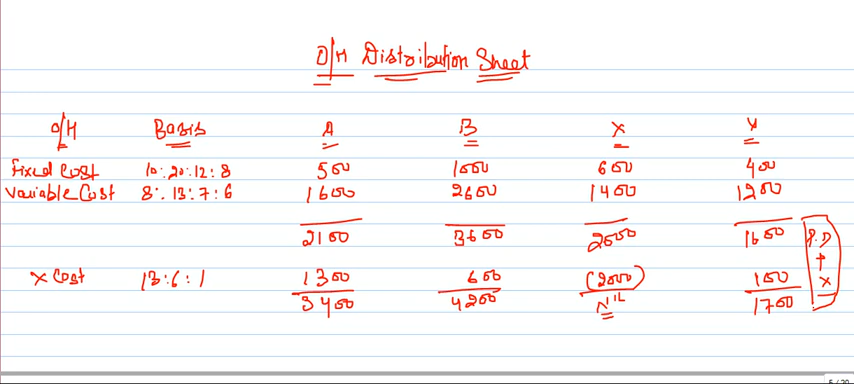 O/H Distribution Sheet
O/H Basis A B X Y
Fixed Cost 10:20:12:8 500 1000 600 400
Variable Cost 8:13:7:6 1600 2600 1400 1200
2100 3600 2000 1600 P.D
+
X Cost 13:6:1 1300 600 (2000) 100 X
3400 4200 Nil 1700
5 / 20